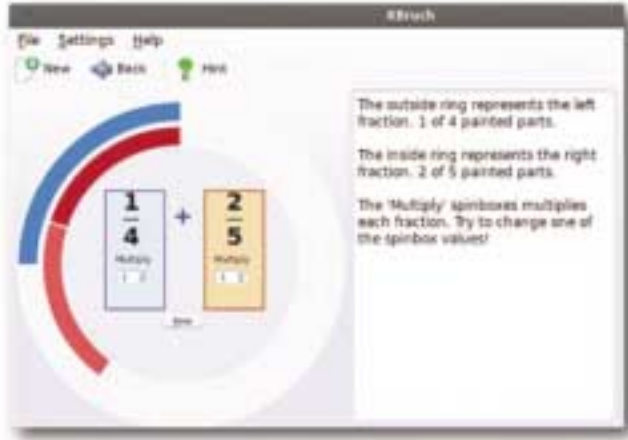 KBruch
File Settings Help
New Back Hint
The outside ring represents the left
fraction. 1 of 4 painted parts.
The inside ring represents the right
fraction. 2 of 5 painted parts.
The 'Multiply' spinboxes multiplies
each fraction. Try to change one of
the spinbox values!
1 + 2
4 5
Multiply Multiply
1 1